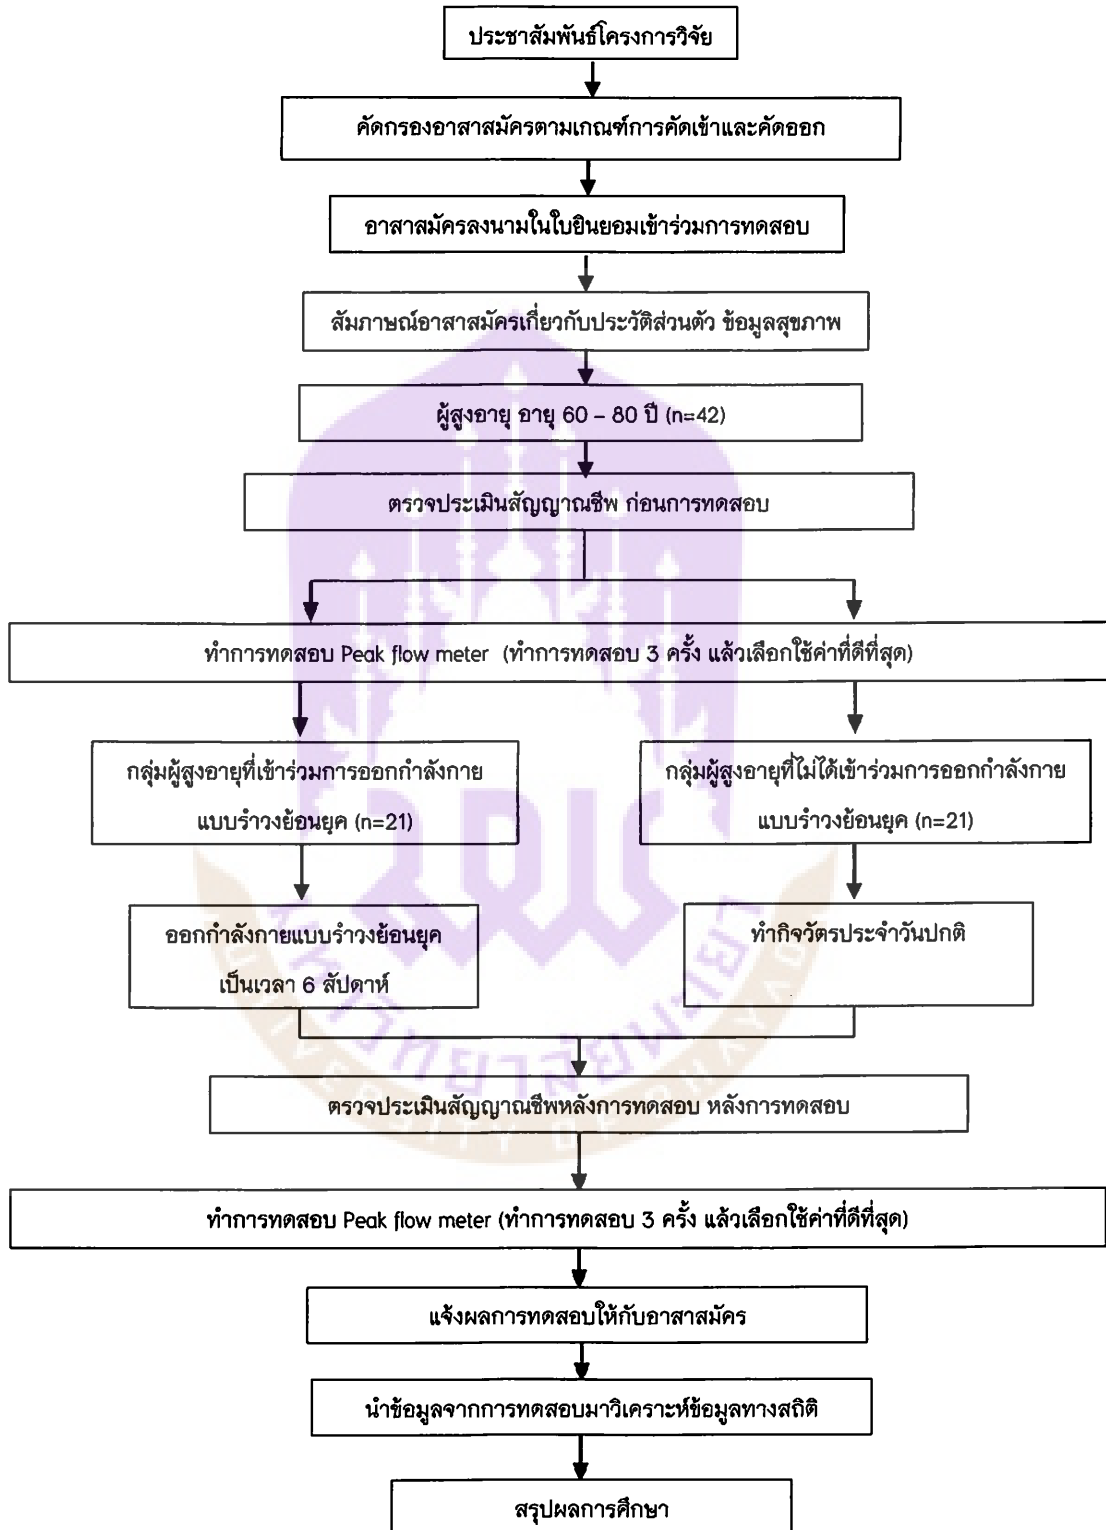 ประชาสัมพันธ์โครงการวิจัย
คัดกรองอาสาสมัครตามเกณฑ์การคัดเข้าและคัดออก
อาสาสมัครลงนามในใบยินยอมเข้าร่วมการทดสอบ
สัมภาษณ์อาสาสมัครเกี่ยวกับประวัติส่วนตัว ข้อมูลสุขภาพ
ผู้สูงอายุ อายุ 60 – 80 ปี (n=42)
ตรวจประเมินสัญญาณชีพ ก่อนการทดสอบ
ทำการทดสอบ Peak flow meter (ทำการทดสอบ 3 ครั้ง แล้วเลือกใช้ค่าที่ดีที่สุด)
กลุ่มผู้สูงอายุที่เข้าร่วมการออกกำลังกาย
แบบรำวงย้อนยุค (n=21)
กลุ่มผู้สูงอายุที่ไม่ได้เข้าร่วมการออกกำลังกาย
แบบรำวงย้อนยุค (n=21)
ออกกำลังกายแบบรำวงย้อนยุค
เป็นเวลา 6 สัปดาห์
ทำกิจวัตรประจำวันปกติ
มหาวิทยาลัยพะเยา
UNIVERSITY OF PHAYAO
ตรวจประเมินสัญญาณชีพหลังการทดสอบ หลังการทดสอบ
ทำการทดสอบ Peak flow meter (ทำการทดสอบ 3 ครั้ง แล้วเลือกใช้ค่าที่ดีที่สุด)
แจ้งผลการทดสอบให้กับอาสาสมัคร
นำข้อมูลจากการทดสอบมาวิเคราะห์ข้อมูลทางสถิติ
สรุปผลการศึกษา